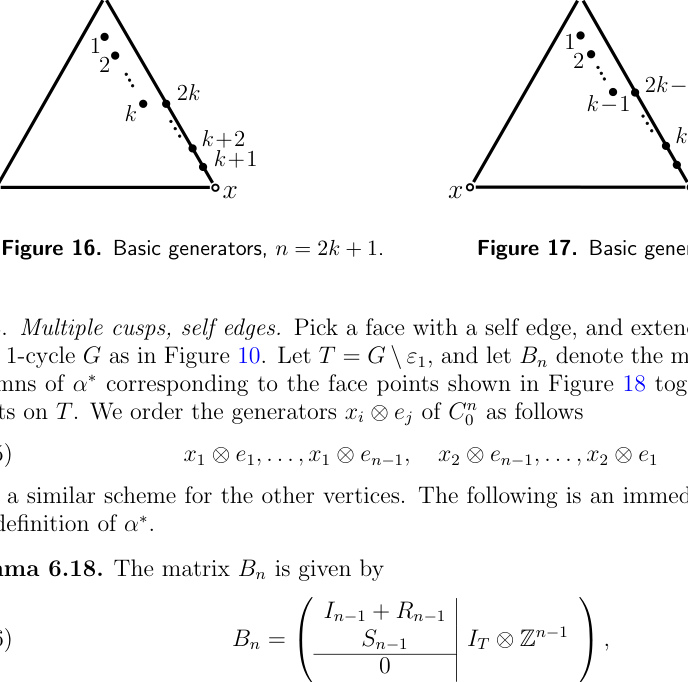 1
2
k
2k
k+2
k+1
x
1
2
k−1
2k−
k
x
Figure 16. Basic generators, n = 2k + 1.
Figure 17. Basic gener
. Multiple cusps, self edges. Pick a face with a self edge, and exten
1-cycle G as in Figure 10. Let T = G \ ε₁, and let Bₙ denote the m
mns of α* corresponding to the face points shown in Figure 18 tog
ts on T. We order the generators xᵢ ⊗ eⱼ of C₀ⁿ as follows
5) x₁ ⊗ e₁, . . . , x₁ ⊗ eₙ₋₁, x₂ ⊗ eₙ₋₁, . . . , x₂ ⊗ e₁
a similar scheme for the other vertices. The following is an immed
definition of α*.
ma 6.18. The matrix Bₙ is given by
6) Bₙ = ( Iₙ₋₁ + Rₙ₋₁ Sₙ₋₁ 0 | I_T ⊗ ℤⁿ⁻¹ ) ,